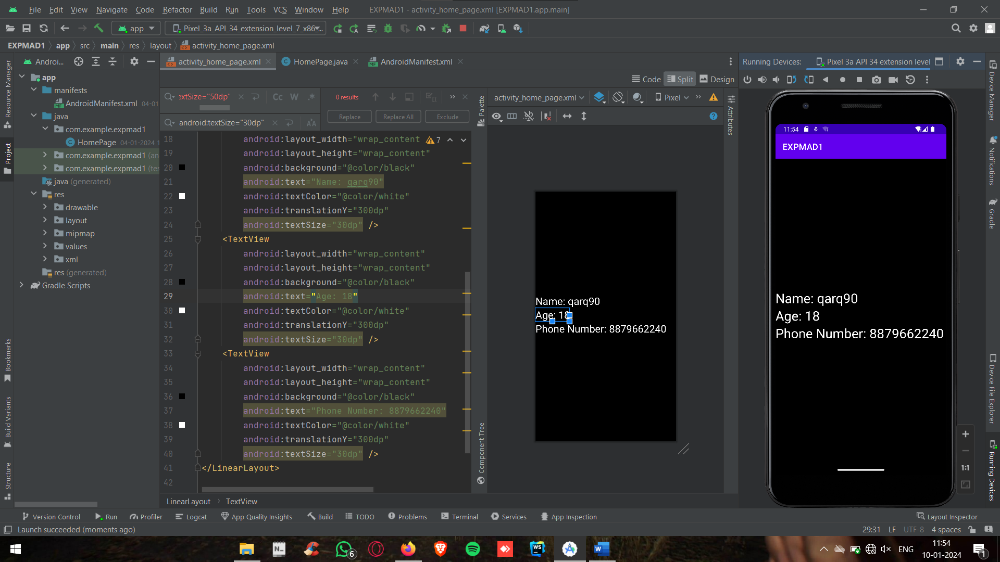 File Edit View Navigate Code Refactor Build Run Tools VCS Window Help EXPMAD1 - activity_home_page.xml [EXPMAD1.app.main]
app Pixel_3a_API_34_extension_level_7_x86
EXPMAD1 app src main res layout activity_home_page.xml
Androi...
activity_home_page.xml HomePage.java AndroidManifest.xml
Running Devices: Pixel 3a API 34 extension level
Code Split Design
extSize="50dp" Cc W .* 0 results
Replace Replace All Exclude
android:textSize="30dp"
activity_home_page.xml Pixel
Resource Manager
Project
Bookmarks
Build Variants
Structure
app
manifests
AndroidManifest.xml 04-01
java
com.example.expmad1
HomePage 04-01-2024 1
com.example.expmad1 (an
com.example.expmad1 (tes
java (generated)
res
drawable
layout
mipmap
values
xml
res (generated)
Gradle Scripts
18 android:layout_width="wrap_content 7
19 android:layout_height="wrap_content"
20 android:background="@color/black"
21 android:text="Name: qarq90"
22 android:textColor="@color/white"
23 android:translationY="300dp"
24 android:textSize="30dp" />
25 <TextView
26 android:layout_width="wrap_content"
27 android:layout_height="wrap_content"
28 android:background="@color/black"
29 android:text="Age: 18"
30 android:textColor="@color/white"
31 android:translationY="300dp"
32 android:textSize="30dp" />
33 <TextView
34 android:layout_width="wrap_content"
35 android:layout_height="wrap_content"
36 android:background="@color/black"
37 android:text="Phone Number: 8879662240"
38 android:textColor="@color/white"
39 android:translationY="300dp"
40 android:textSize="30dp" />
41 </LinearLayout>
42
LinearLayout TextView
Palette
Component Tree
Attributes
Name: qarq90
Age: 18
Phone Number: 8879662240
11:54
EXPMAD1
Name: qarq90
Age: 18
Phone Number: 8879662240
1:1
Device Manager
Notifications
Gradle
Device File Explorer
Running Devices
Version Control Run Profiler Logcat App Quality Insights Build TODO Problems Terminal Services App Inspection Layout Inspector
Launch succeeded (moments ago) 29:31 LF UTF-8 4 spaces
N_ 6 WS W ENG 11:54
10-01-2024 1